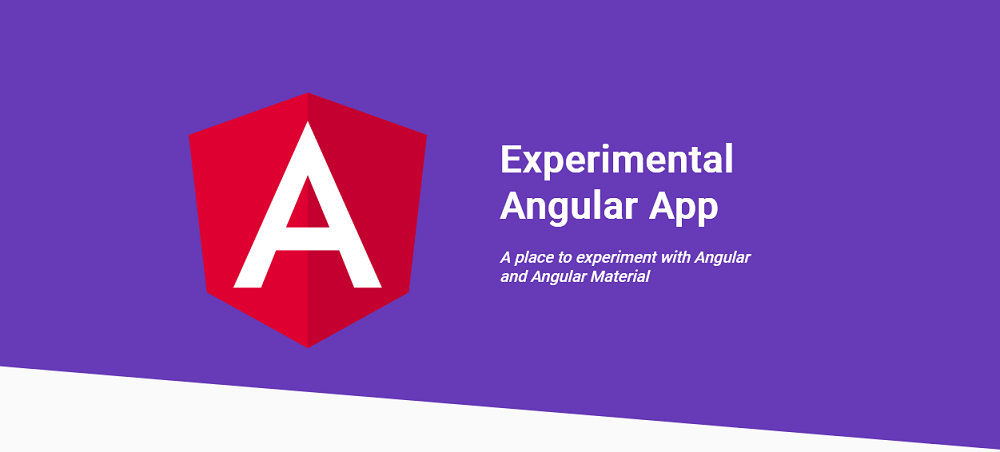 Experimental
Angular App
A place to experiment with Angular
and Angular Material